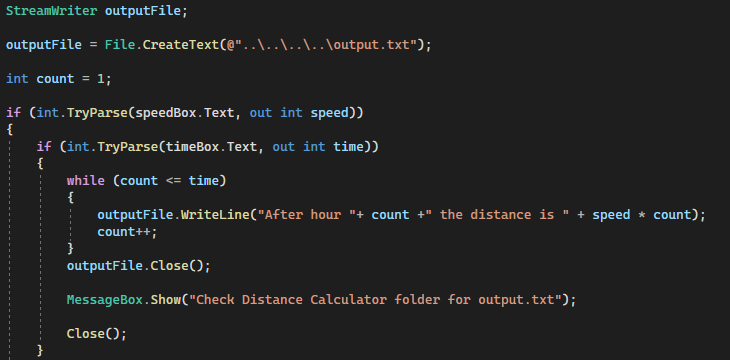 StreamWriter outputFile;
outputFile = File.CreateText(@"..\..\..\..\output.txt");
int count = 1;
if (int.TryParse(speedBox.Text, out int speed))
{
if (int.TryParse(timeBox.Text, out int time))
{
while (count <= time)
{
outputFile.WriteLine("After hour "+ count +" the distance is " + speed * count);
count++;
}
outputFile.Close();
MessageBox.Show("Check Distance Calculator folder for output.txt");
Close();
}